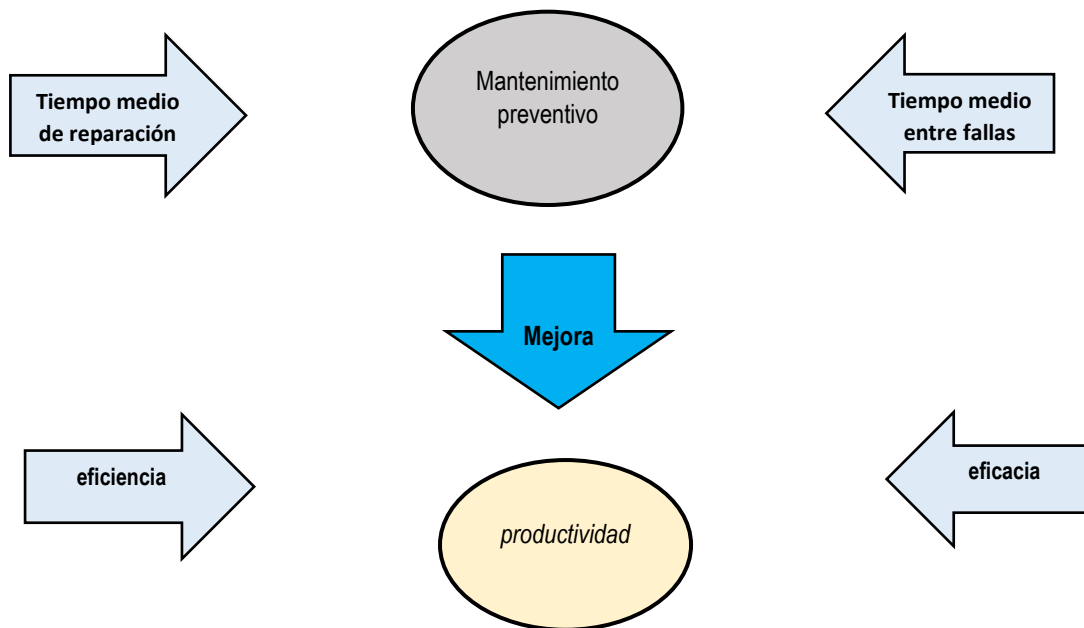 Mantenimiento
preventivo
Tiempo medio
de reparación
Tiempo medio
entre fallas
Mejora
eficiencia
eficacia
productividad